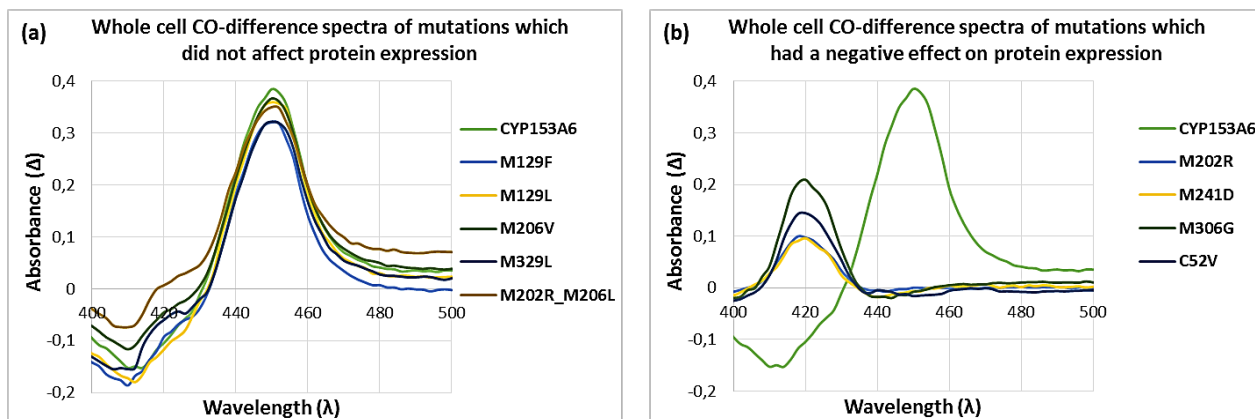 (a)
Whole cell CO-difference spectra of mutations which
did not affect protein expression
0,4
0,3
0,2
0,1
0
-0,1
-0,2
Absorbance (Δ)
400
420
440
460
480
500
Wavelength (λ)
CYP153A6
M129F
M129L
M206V
M329L
M202R_M206L
(b)
Whole cell CO-difference spectra of mutations which
had a negative effect on protein expression
0,4
0,3
0,2
0,1
0
-0,1
-0,2
Absorbance (Δ)
400
420
440
460
480
500
Wavelength (λ)
CYP153A6
M202R
M241D
M306G
C52V